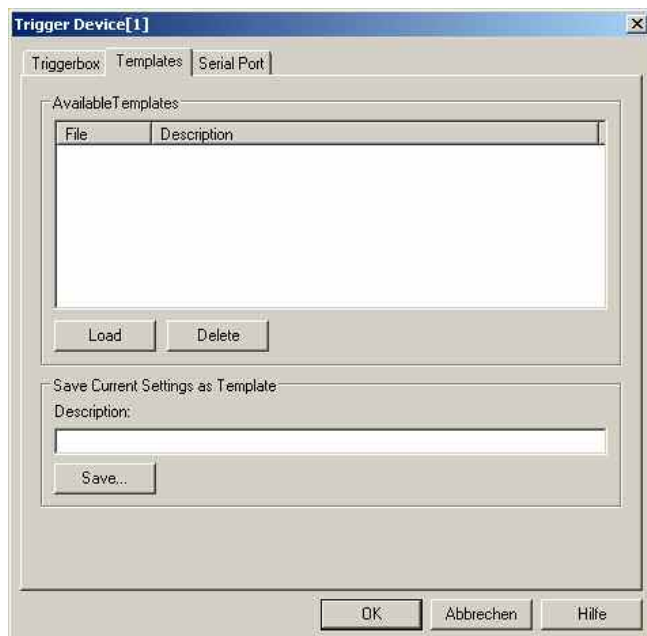 Trigger Device[1]
Triggerbox Templates Serial Port
AvailableTemplates
File Description
Load Delete
Save Current Settings as Template
Description:
Save...
OK Abbrechen Hilfe